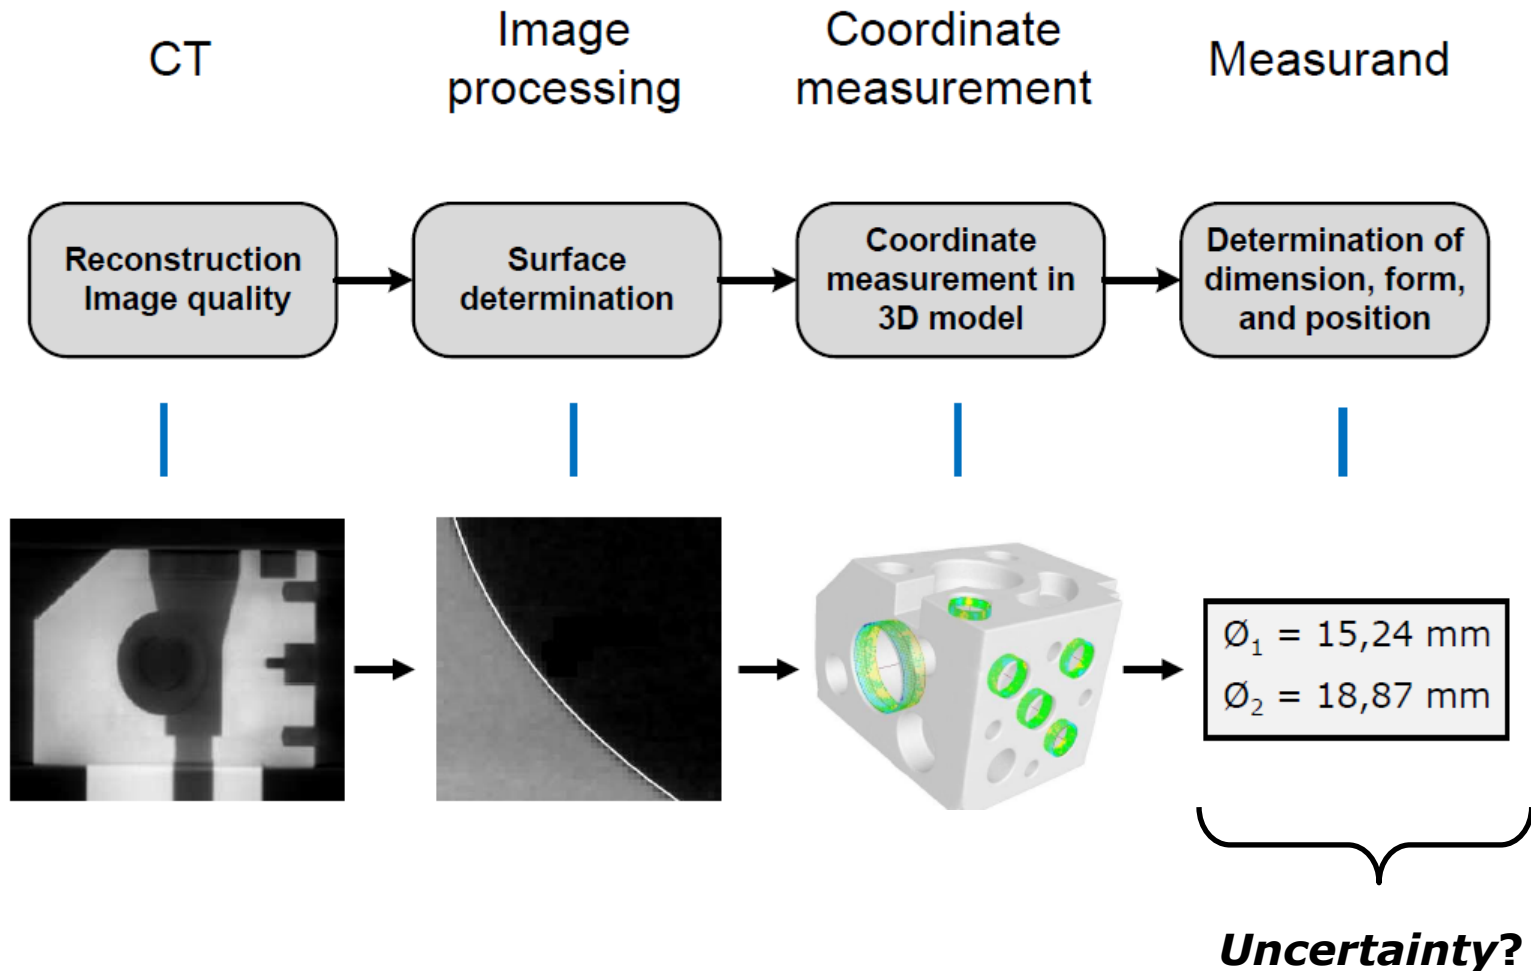 CT
Image
processing
Coordinate
measurement
Measurand
Reconstruction
Image quality
Surface
determination
Coordinate
measurement in
3D model
Determination of
dimension, form,
and position
Ø₁ = 15,24 mm
Ø₂ = 18,87 mm
Uncertainty?